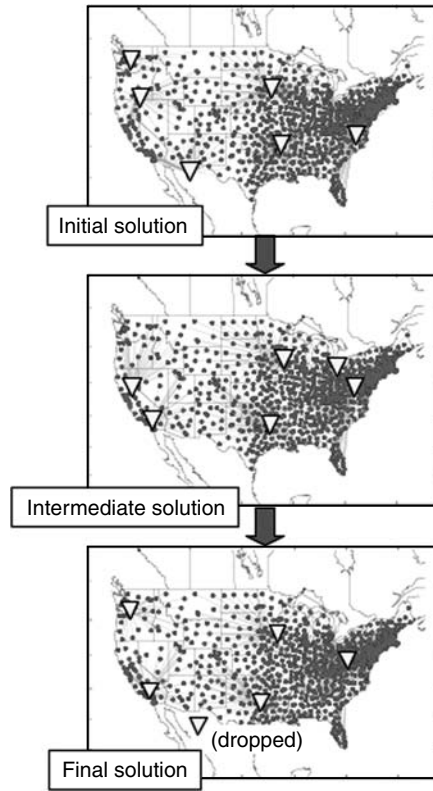 Initial solution
Intermediate solution
(dropped)
Final solution